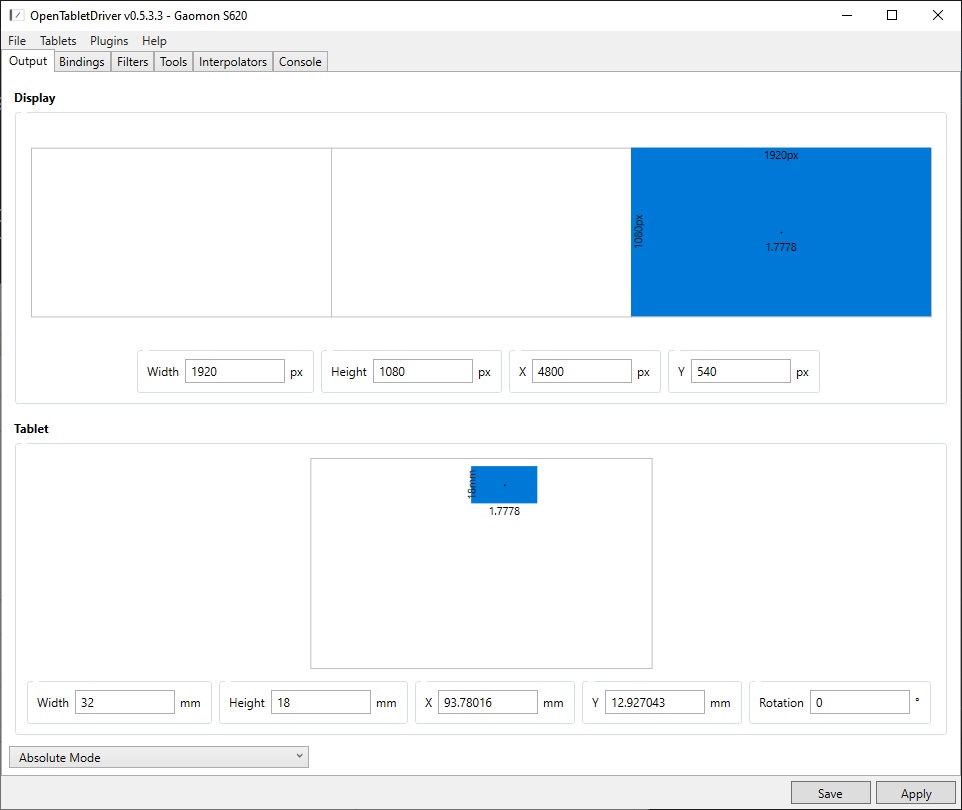 OpenTabletDriver v0.5.3.3 - Gaomon S620
File Tablets Plugins Help
Output Bindings Filters Tools Interpolators Console
Display
1920px
1080px
1.7778
Width 1920 px Height 1080 px X 4800 px Y 540 px
Tablet
18mm
1.7778
Width 32 mm Height 18 mm X 93.78016 mm Y 12.927043 mm Rotation 0 °
Absolute Mode
Save Apply